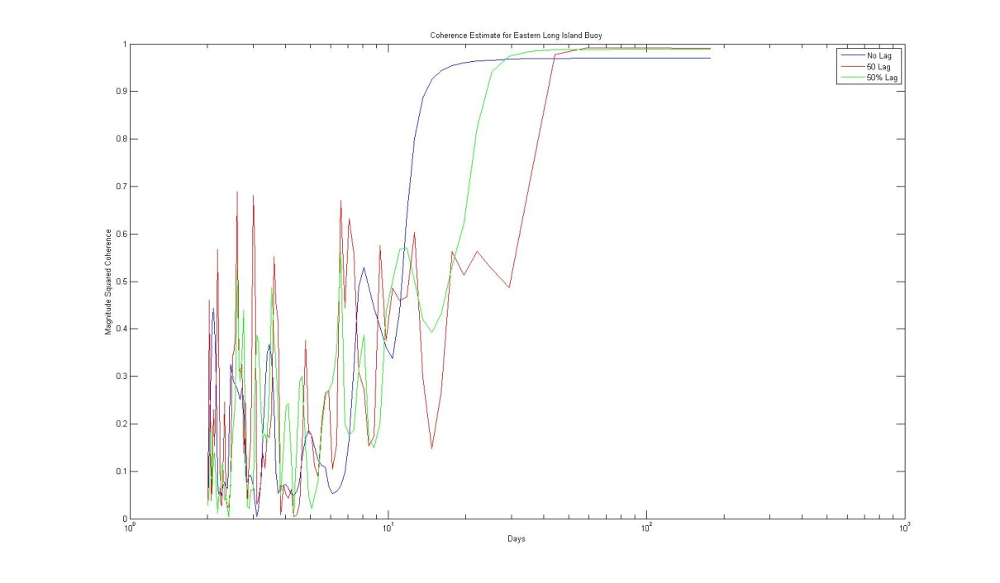 Coherence Estimate for Eastern Long Island Buoy
No Lag
50 Lag
50% Lag
1
0.9
0.8
0.7
0.6
0.5
0.4
0.3
0.2
0.1
0
Magnitude Squared Coherence
10^0
10^1
10^2
10^3
Days